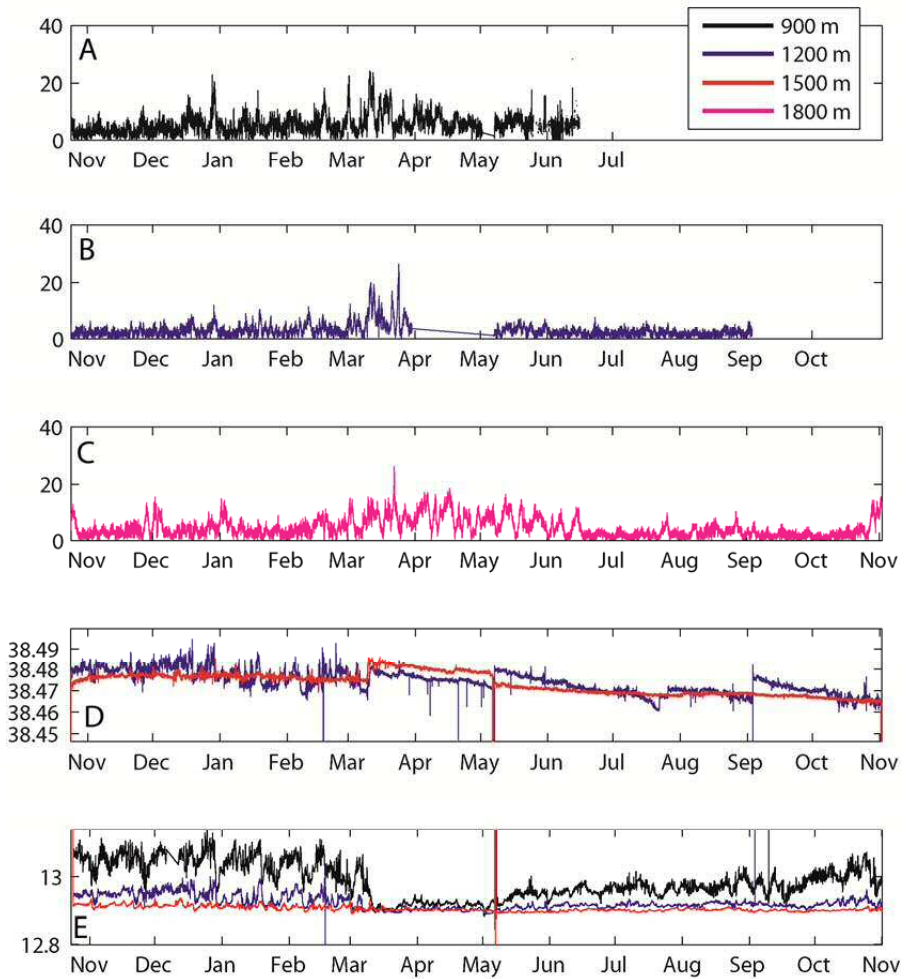 40
20
0
A
900 m
1200 m
1500 m
1800 m
Nov Dec Jan Feb Mar Apr May Jun Jul
40
20
0
B
Nov Dec Jan Feb Mar Apr May Jun Jul Aug Sep Oct
40
20
0
C
Nov Dec Jan Feb Mar Apr May Jun Jul Aug Sep Oct Nov
38.49
38.48
38.47
38.46
38.45
D
Nov Dec Jan Feb Mar Apr May Jun Jul Aug Sep Oct Nov
13
12.8
E
Nov Dec Jan Feb Mar Apr May Jun Jul Aug Sep Oct Nov